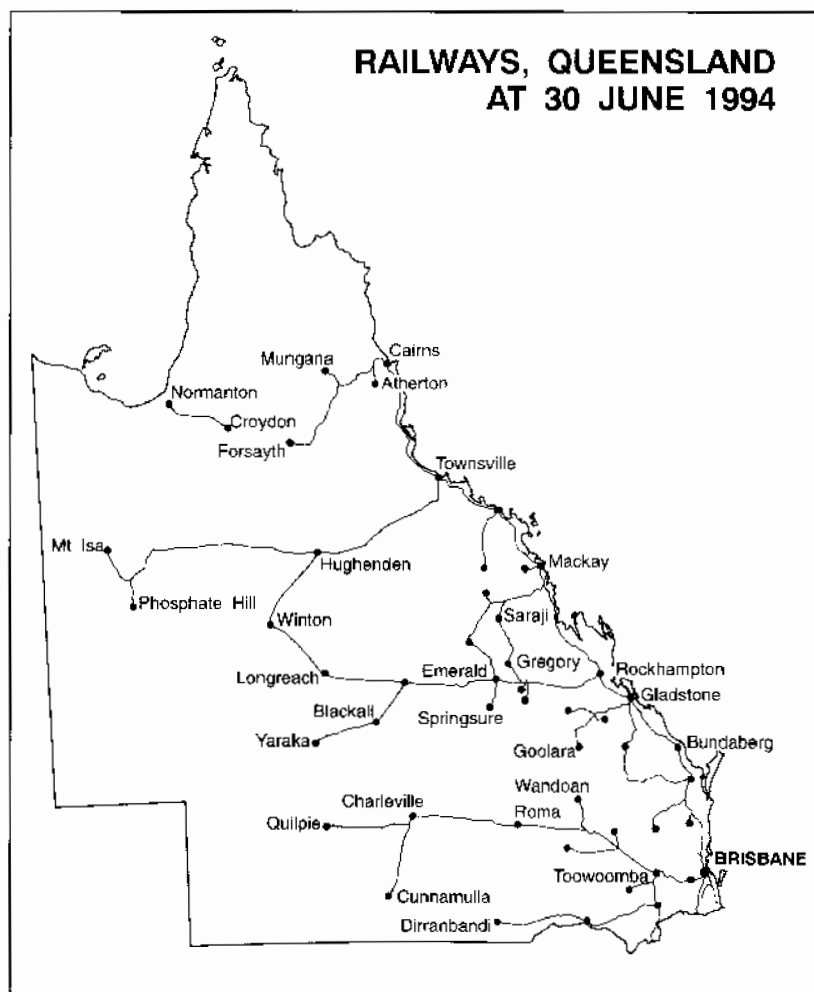 RAILWAYS, QUEENSLAND
AT 30 JUNE 1994
Cairns
Mungana
Atherton
Normanton
Croydon
Forsayth
Townsville
Mt Isa
Hughenden
Mackay
Phosphate Hill
Saraji
Winton
Gregory
Longreach
Emerald
Rockhampton
Gladstone
Blackall
Springsure
Yaraka
Goolara
Bundaberg
Wandoan
Charleville
Roma
Quilpie
BRISBANE
Toowoomba
Cunnamulla
Dirranbandi